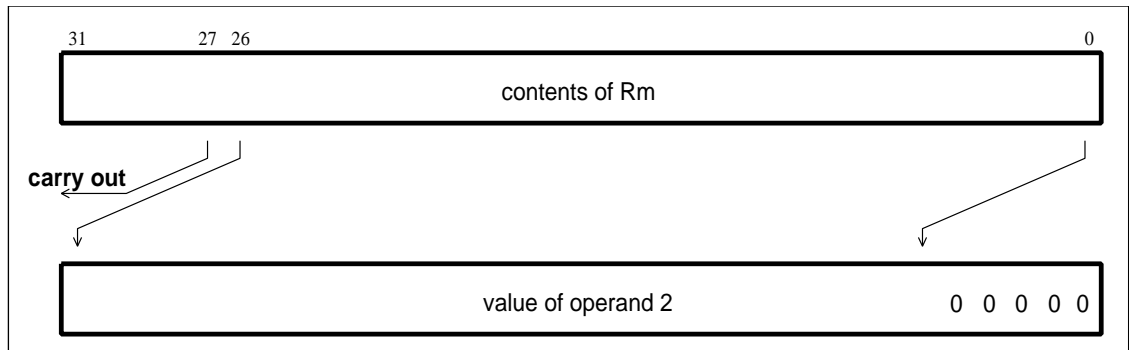 31 27 26 0
contents of Rm
carry out
value of operand 2 0 0 0 0 0